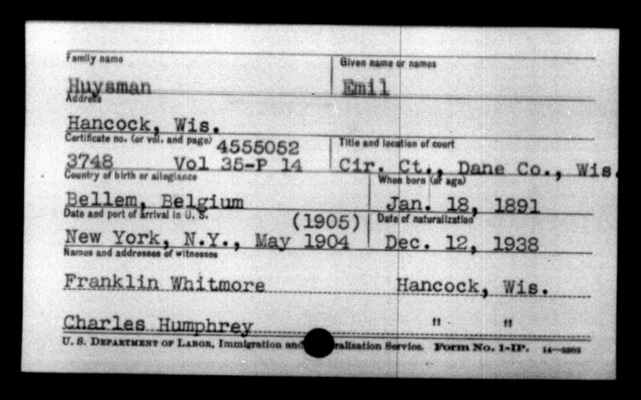 Family name Given name or names
Huysman Emil
Address
Hancock, Wis.
Certificate no. (or vol. and page) 4555052 Title and location of court
3748 Vol 35-P 14 Cir. Ct., Dane Co., Wis.
Country of birth or allegiance When born (or age)
Bellem, Belgium Jan. 18, 1891
Date and port of arrival in U. S. (1905) Date of naturalization
New York, N.Y., May 1904 Dec. 12, 1938
Names and addresses of witnesses
Franklin Whitmore Hancock, Wis.
Charles Humphrey " "
U. S. Department of Labor, Immigration and ralization Service. Form No. 1-IP. 14—